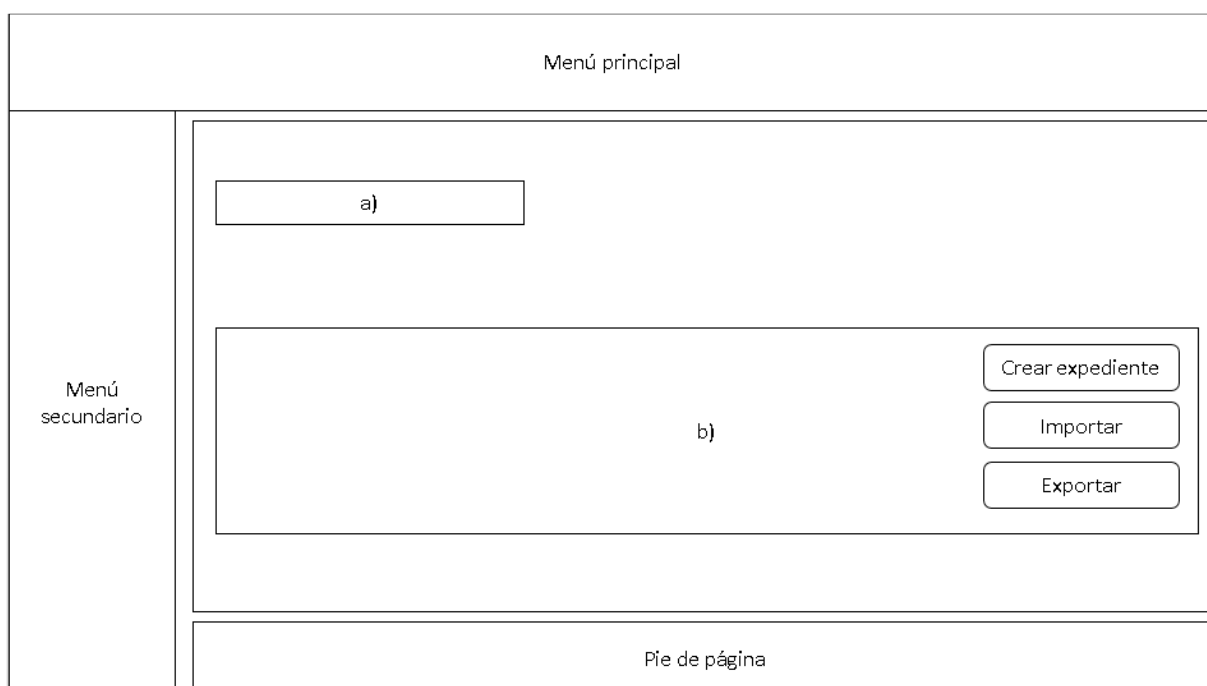 Menú principal
a)
Menú
secundario
b)
Crear expediente
Importar
Exportar
Pie de página